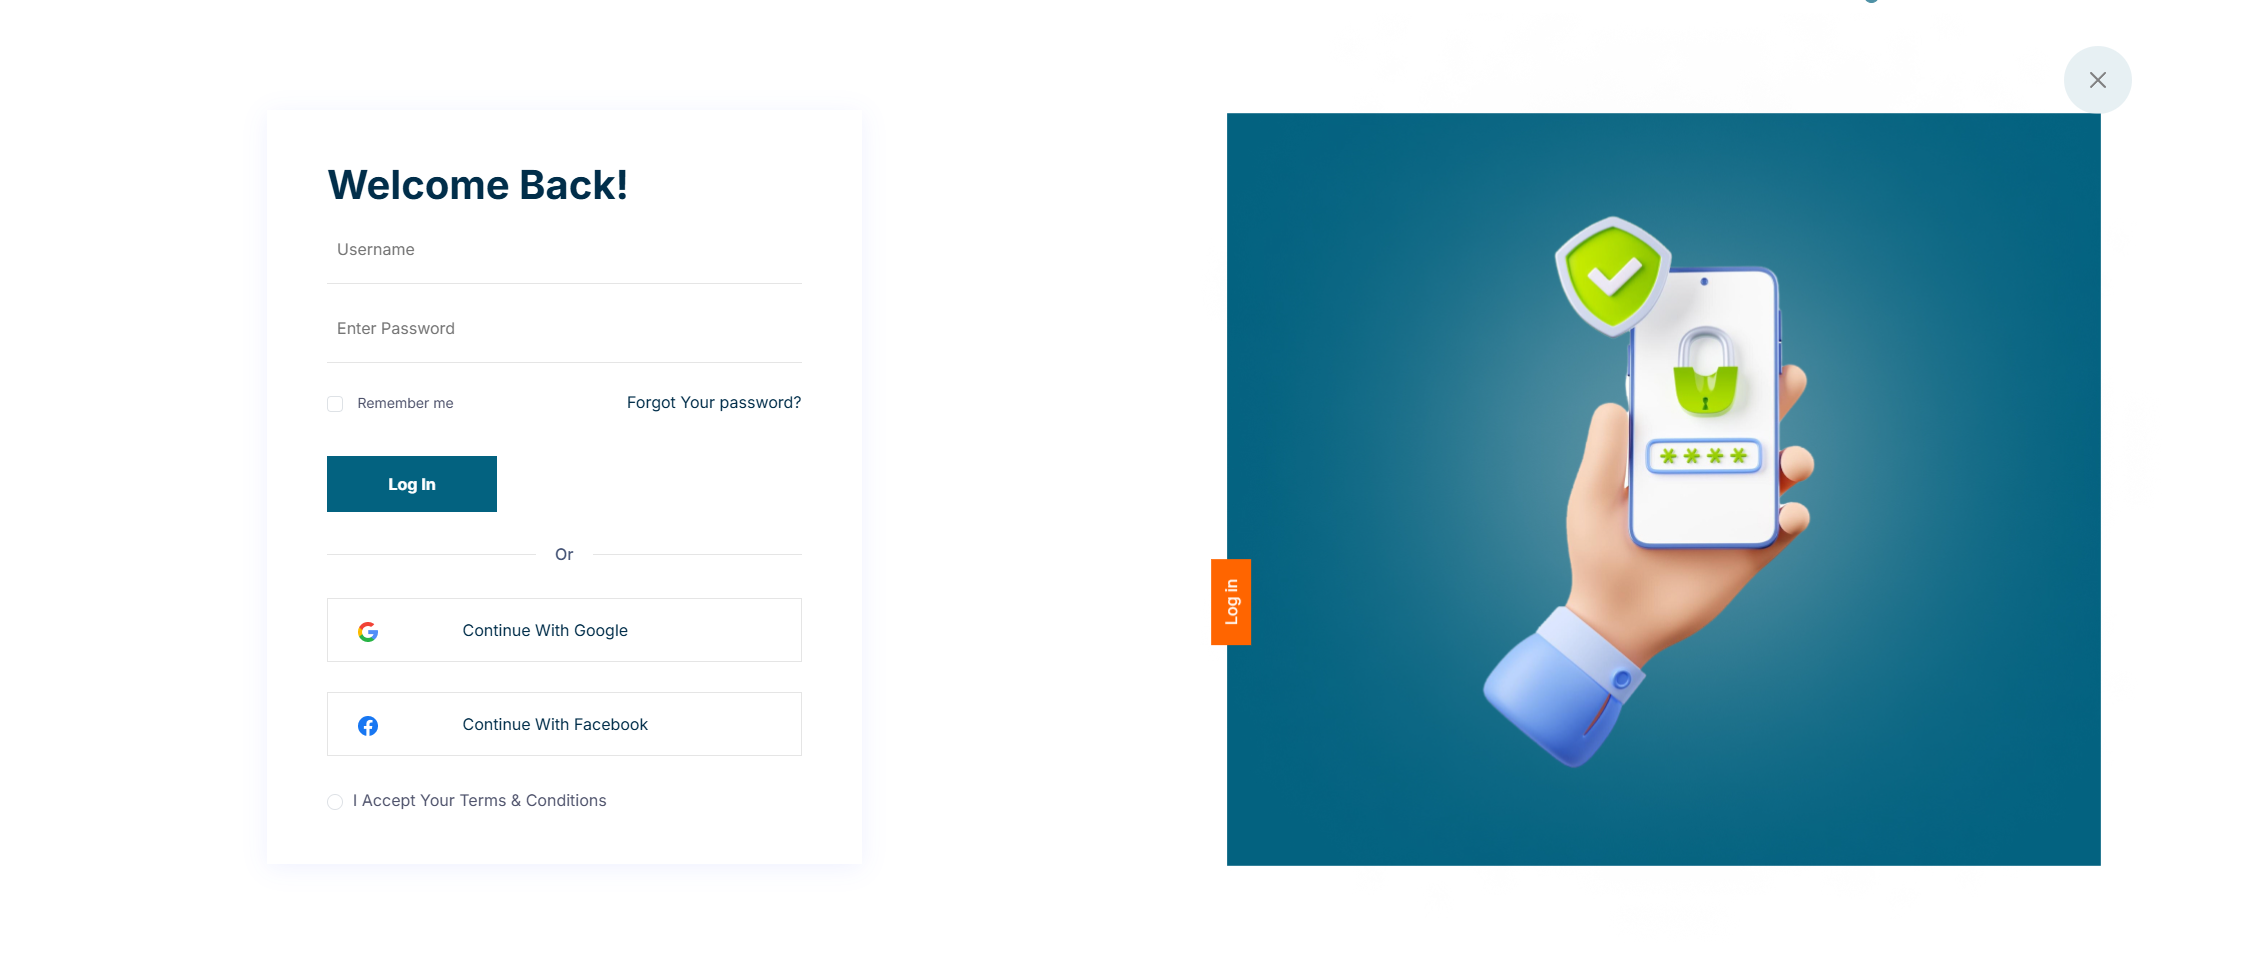 Welcome Back!
Username
Enter Password
Remember me
Forgot Your password?
Log In
Or
Continue With Google
Continue With Facebook
I Accept Your Terms & Conditions
Log in
****